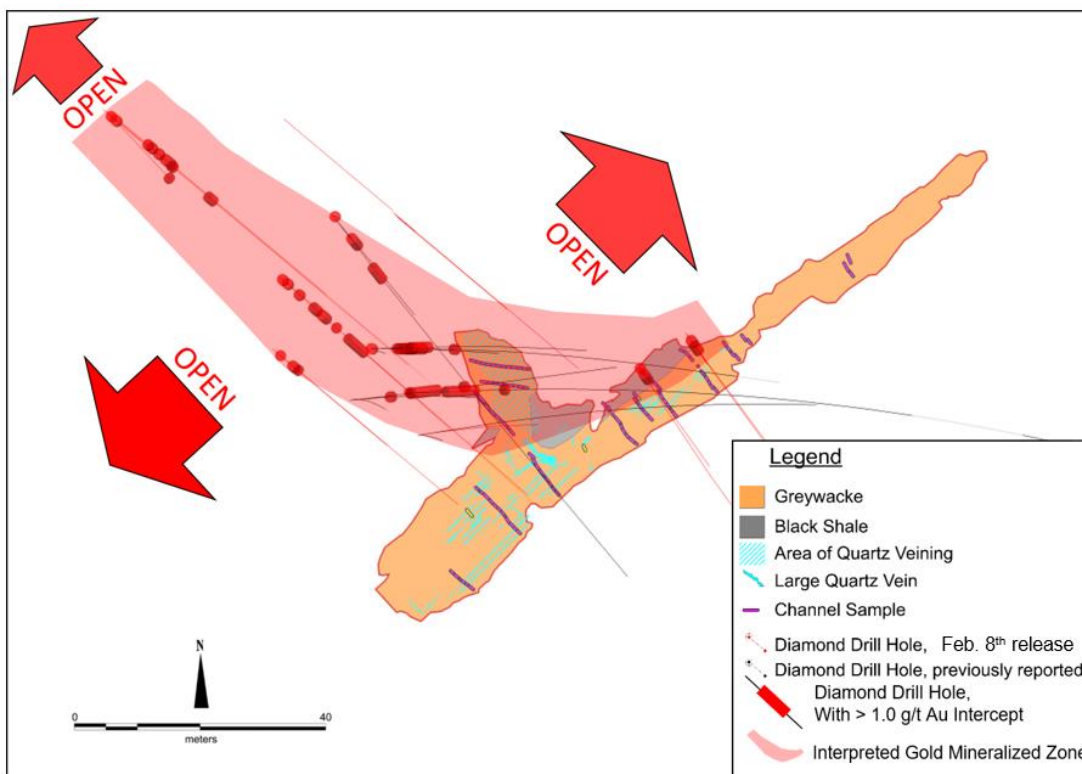 OPEN
OPEN
OPEN
Legend
Greywacke
Black Shale
Area of Quartz Veining
Large Quartz Vein
Channel Sample
Diamond Drill Hole, Feb. 8th release
Diamond Drill Hole, previously reported
Diamond Drill Hole,
With > 1.0 g/t Au Intercept
Interpreted Gold Mineralized Zone
N
0 40
meters